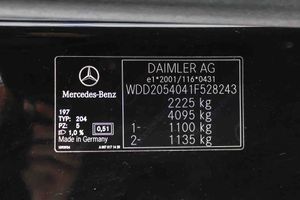 DAIMLER AG
e1*2001/116*0431
WDD2054041F528243
2225 kg
4095 kg
1- 1100 kg
2- 1135 kg
Mercedes-Benz
197
TYP: 204
PZ: 5
1,0 % 0,51
Made in Germany